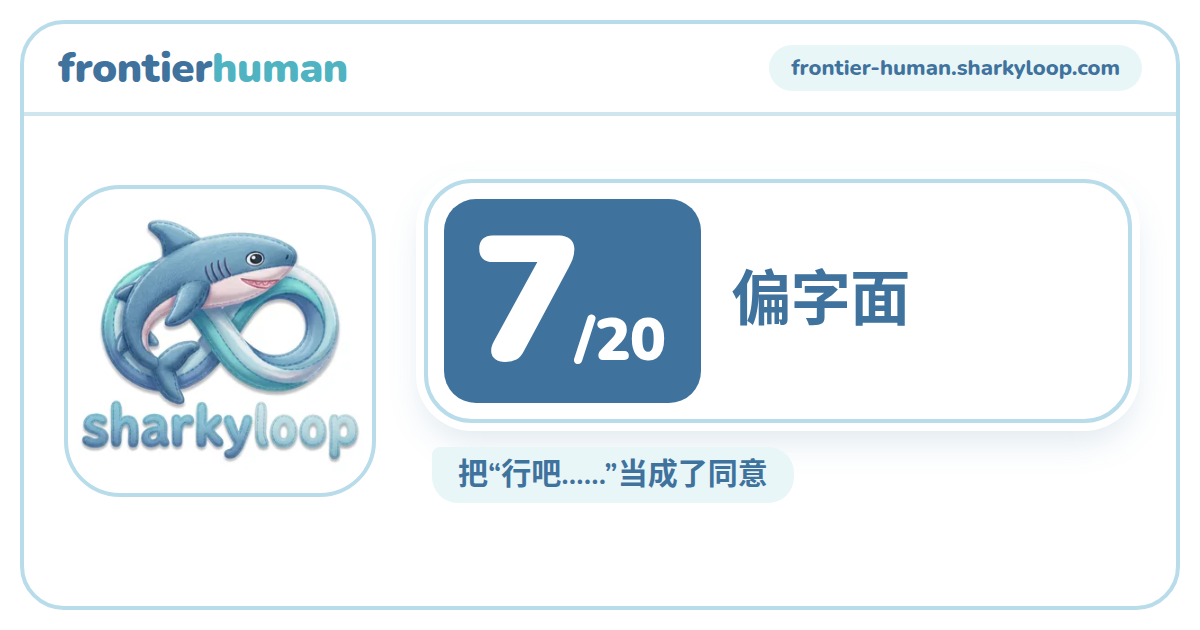 frontierhuman
frontier-human.sharkyloop.com
sharkyloop
7/20
偏字面
把“行吧……”当成了同意